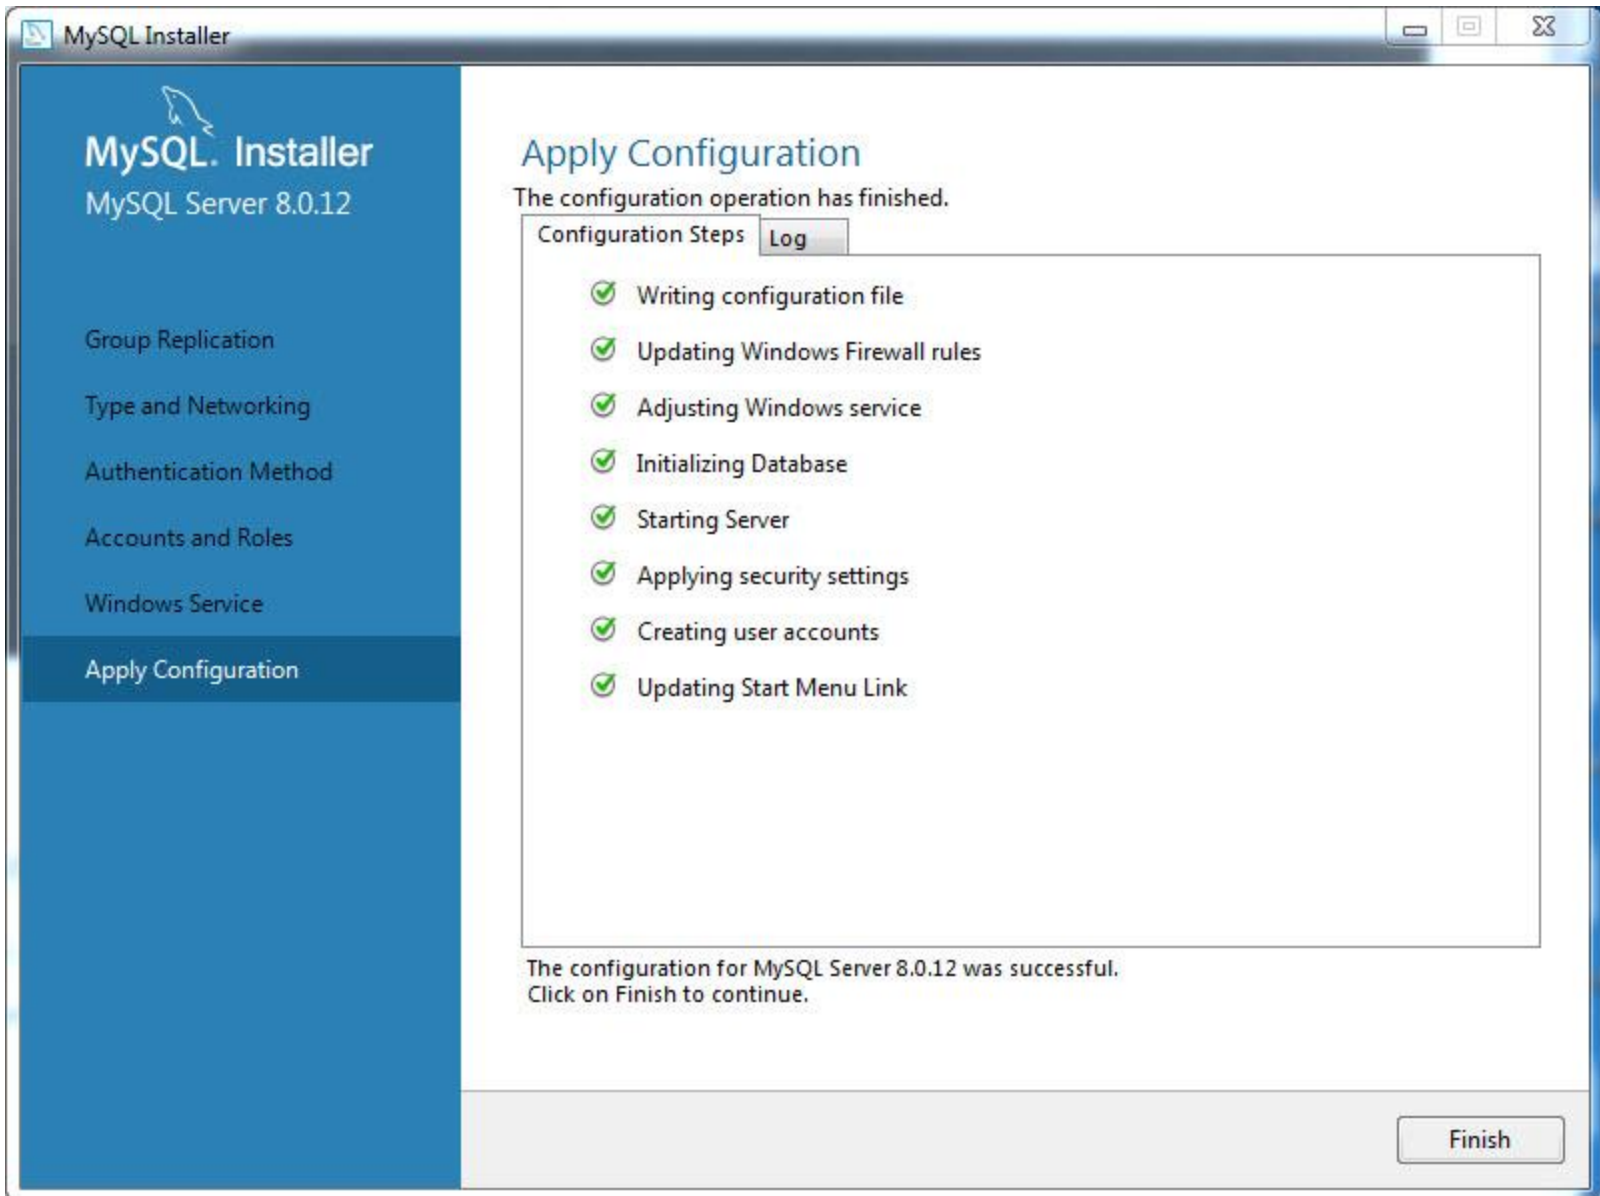 MySQL Installer
MySQL. Installer
MySQL Server 8.0.12
Group Replication
Type and Networking
Authentication Method
Accounts and Roles
Windows Service
Apply Configuration
Apply Configuration
The configuration operation has finished.
Configuration Steps Log
Writing configuration file
Updating Windows Firewall rules
Adjusting Windows service
Initializing Database
Starting Server
Applying security settings
Creating user accounts
Updating Start Menu Link
The configuration for MySQL Server 8.0.12 was successful.
Click on Finish to continue.
Finish